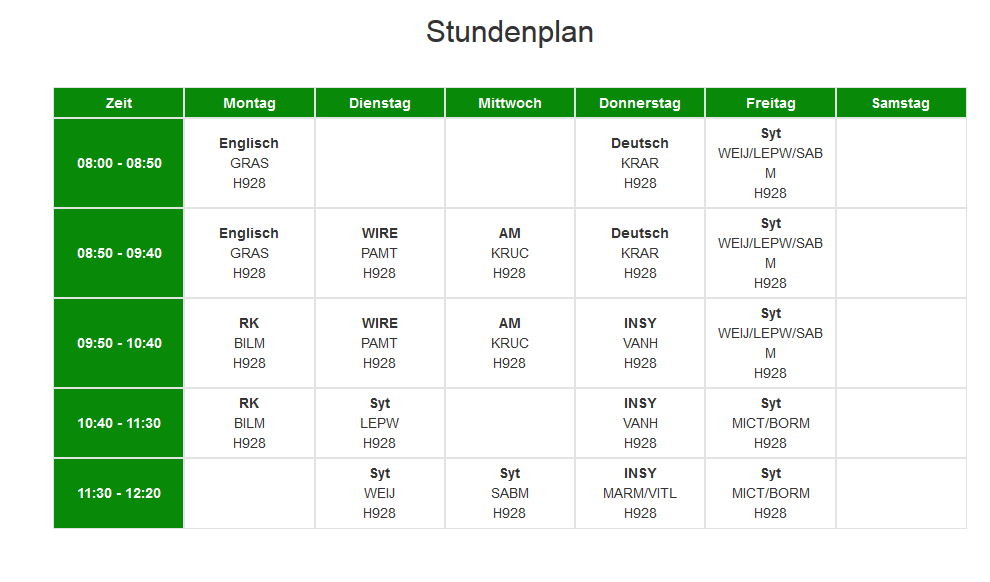 Stundenplan
Zeit Montag Dienstag Mittwoch Donnerstag Freitag Samstag
08:00 - 08:50
Englisch
GRAS
H928
Deutsch
KRAR
H928
Syt
WEIJ/LEPW/SAB
M
H928
08:50 - 09:40
Englisch
GRAS
H928
WIRE
PAMT
H928
AM
KRUC
H928
Deutsch
KRAR
H928
Syt
WEIJ/LEPW/SAB
M
H928
09:50 - 10:40
RK
BILM
H928
WIRE
PAMT
H928
AM
KRUC
H928
INSY
VANH
H928
Syt
WEIJ/LEPW/SAB
M
H928
10:40 - 11:30
RK
BILM
H928
Syt
LEPW
H928
INSY
VANH
H928
Syt
MICT/BORM
H928
11:30 - 12:20
Syt
WEIJ
H928
Syt
SABM
H928
INSY
MARM/VITL
H928
Syt
MICT/BORM
H928